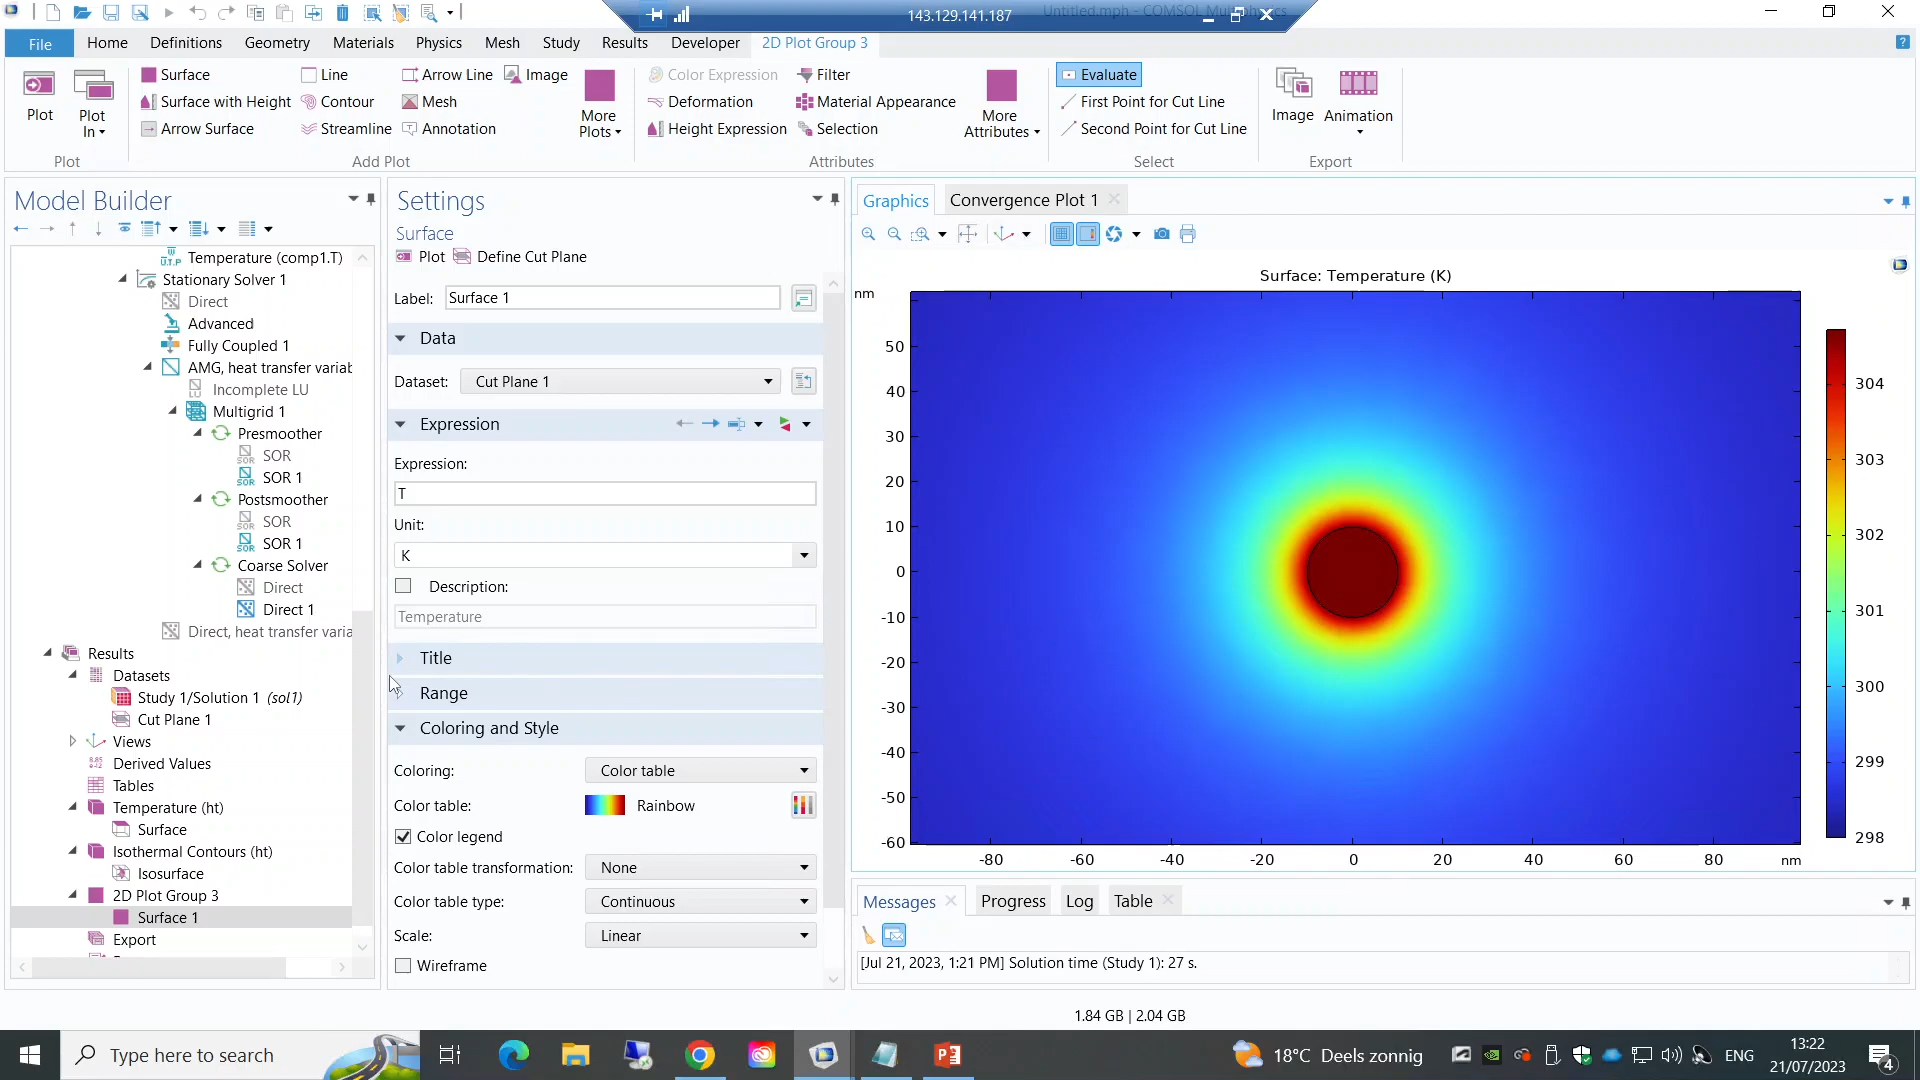 143.129.141.187
Untitled.mph - COMSOL Multiphysics
File
Home
Definitions
Geometry
Materials
Physics
Mesh
Study
Results
Developer
2D Plot Group 3
Plot
Plot In
Plot
Surface
Surface with Height
Arrow Surface
Line
Contour
Streamline
Arrow Line
Mesh
Annotation
Image
More Plots
Add Plot
Color Expression
Deformation
Height Expression
Filter
Material Appearance
Selection
More Attributes
Attributes
Evaluate
First Point for Cut Line
Second Point for Cut Line
Select
Image
Animation
Export
Model Builder
Temperature (comp1.T)
Stationary Solver 1
Direct
Advanced
Fully Coupled 1
AMG, heat transfer variab
Incomplete LU
Multigrid 1
Presmoother
SOR
SOR 1
Postsmoother
SOR
SOR 1
Coarse Solver
Direct
Direct 1
Direct, heat transfer varia
Results
Datasets
Study 1/Solution 1 (sol1)
Cut Plane 1
Views
Derived Values
Tables
Temperature (ht)
Surface
Isothermal Contours (ht)
Isosurface
2D Plot Group 3
Surface 1
Export
Settings
Surface
Plot
Define Cut Plane
Label: Surface 1
Data
Dataset: Cut Plane 1
Expression
Expression:
T
Unit:
K
Description:
Temperature
Title
Range
Coloring and Style
Coloring: Color table
Color table: Rainbow
Color legend
Color table transformation: None
Color table type: Continuous
Scale: Linear
Wireframe
Graphics
Convergence Plot 1
Surface: Temperature (K)
nm
50
40
30
20
10
0
-10
-20
-30
-40
-50
-60
-80
-60
-40
-20
0
20
40
60
80
nm
304
303
302
301
300
299
298
Messages
Progress
Log
Table
[Jul 21, 2023, 1:21 PM] Solution time (Study 1): 27 s.
1.84 GB | 2.04 GB
Type here to search
18°C Deels zonnig
ENG
13:22
21/07/2023
4